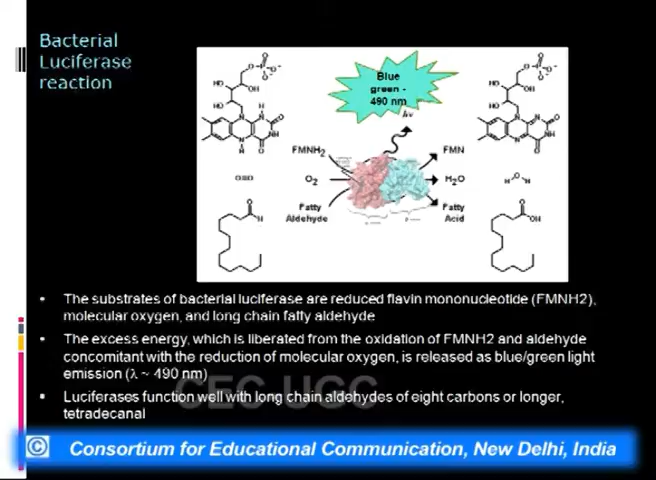 Bacterial
Luciferase
reaction
Blue
green -
490 nm
hν
FMNH2
FMN
O2
H2O
Fatty
Aldehyde
Fatty
Acid
• The substrates of bacterial luciferase are reduced flavin mononucleotide (FMNH2),
molecular oxygen, and long chain fatty aldehyde
• The excess energy, which is liberated from the oxidation of FMNH2 and aldehyde
concomitant with the reduction of molecular oxygen, is released as blue/green light
emission (λ ~ 490 nm)
• Luciferases function well with long chain aldehydes of eight carbons or longer,
tetradecanal
CEC UGC
© Consortium for Educational Communication, New Delhi, India